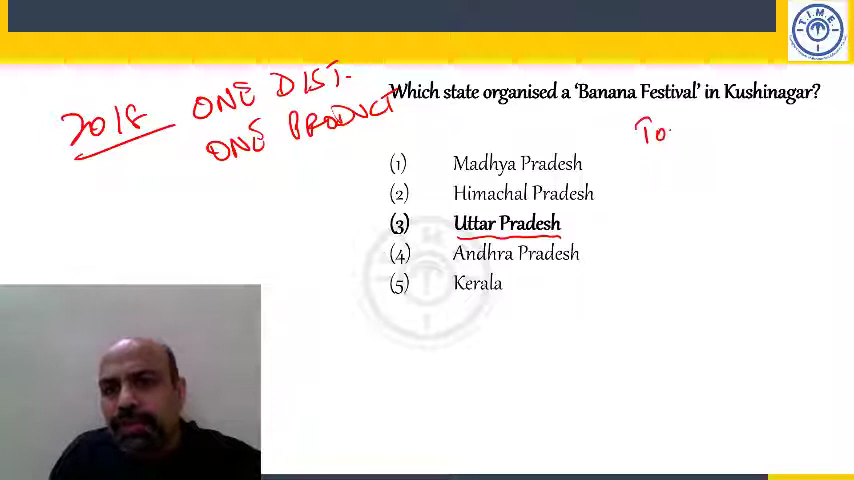 T.I.M.E.
Which state organised a 'Banana Festival' in Kushinagar?
2018 ONE DIST.
ONE PRODUCT
To
(1) Madhya Pradesh
(2) Himachal Pradesh
(3) Uttar Pradesh
(4) Andhra Pradesh
(5) Kerala